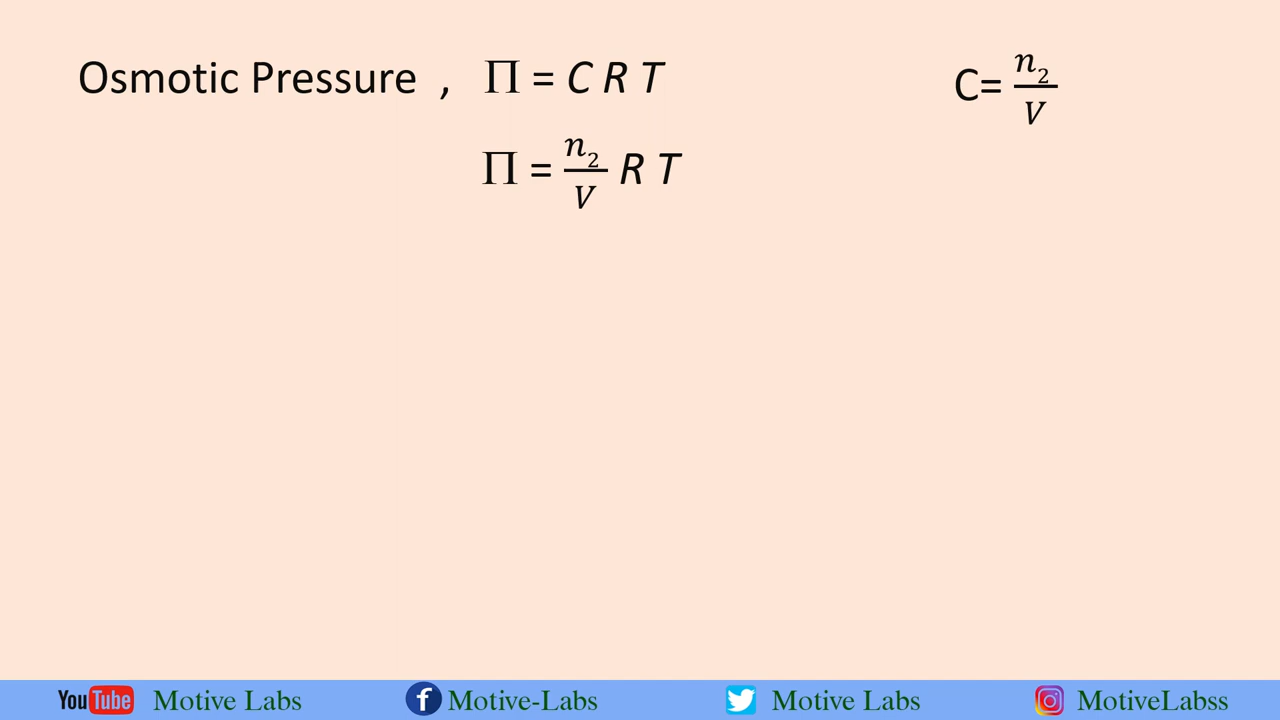 Osmotic Pressure , Π = C R T C= n₂/V
Π = n₂/V R T
YouTube Motive Labs f Motive-Labs Motive Labs MotiveLabss